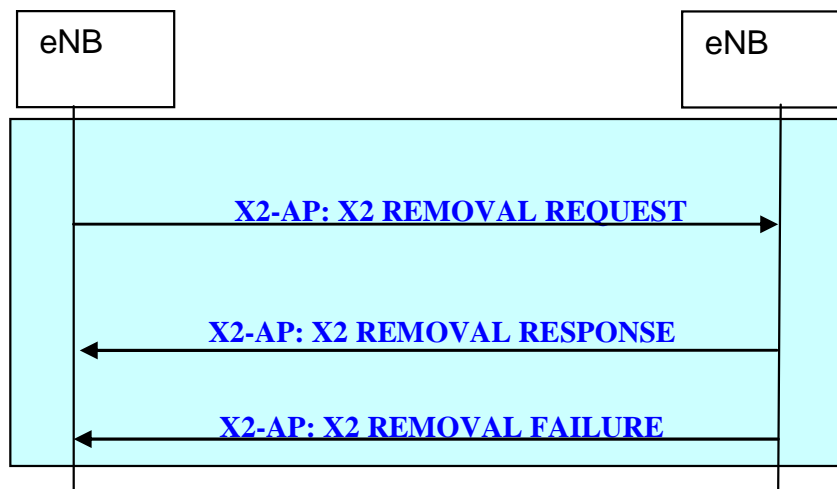 eNB
eNB
X2-AP: X2 REMOVAL REQUEST
X2-AP: X2 REMOVAL RESPONSE
X2-AP: X2 REMOVAL FAILURE